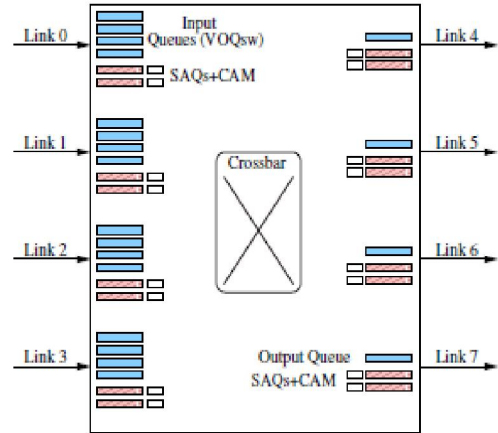 Link 0
Input
Queues (VOQsw)
Link 4
SAQs+CAM
Link 1
Link 5
Crossbar
Link 2
Link 6
Link 3
Output Queue
Link 7
SAQs+CAM